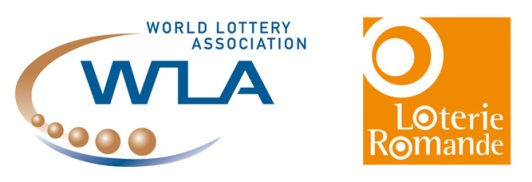 WORLD LOTTERY
ASSOCIATION
WLA
Loterie
Romande